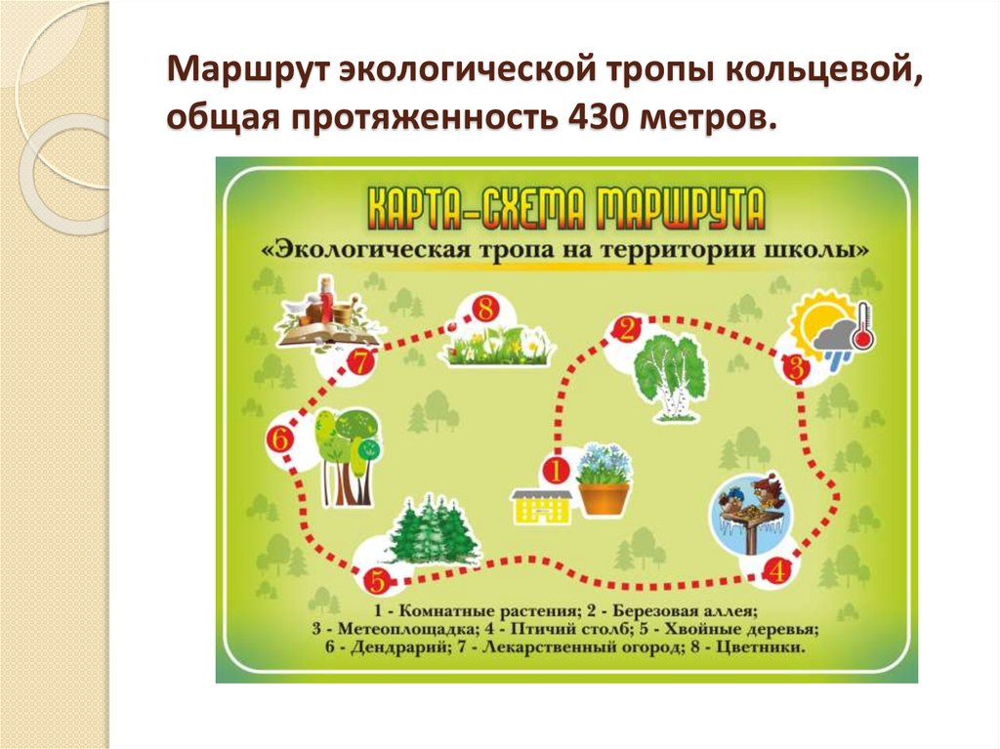 Маршрут экологической тропы кольцевой,
общая протяженность 430 метров.
КАРТА-СХЕМА МАРШРУТА
«Экологическая тропа на территории школы»
8
2
7
3
6
1
4
5
1 - Комнатные растения; 2 - Березовая аллея;
3 - Метеоплощадка; 4 - Птичий столб; 5 - Хвойные деревья;
6 - Дендрарий; 7 - Лекарственный огород; 8 - Цветники.